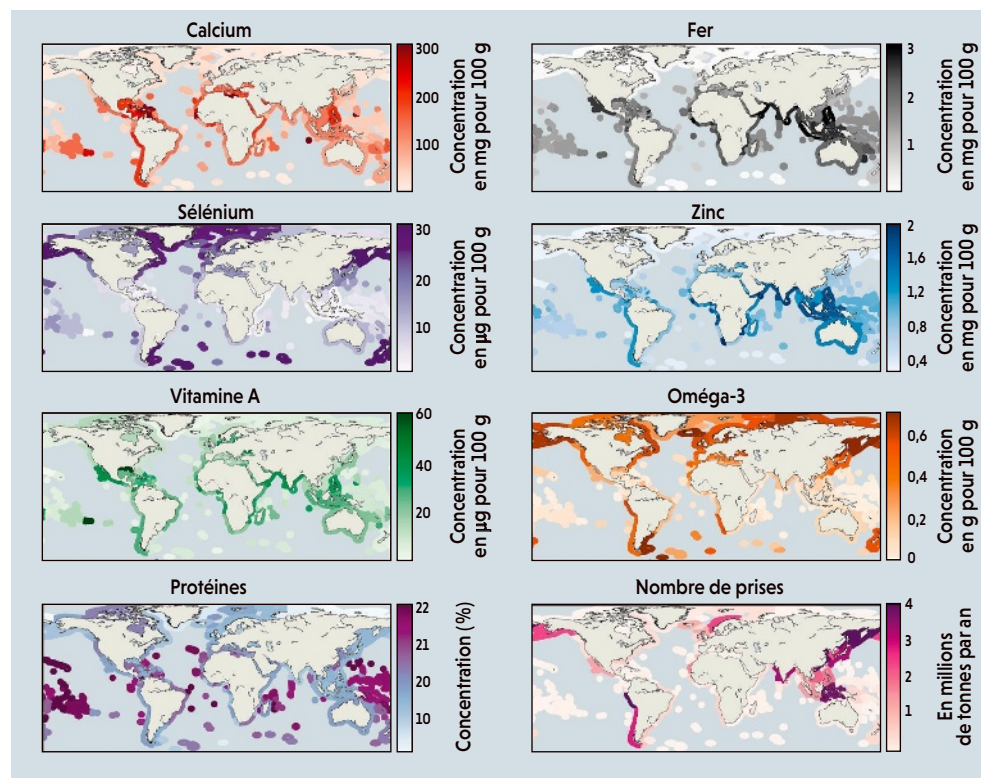 Calcium
300
200
100
Concentration
en mg pour 100 g
Fer
3
2
1
Concentration
en mg pour 100 g
Sélénium
30
20
10
Concentration
en µg pour 100 g
Zinc
2
1,6
1,2
0,8
0,4
Concentration
en mg pour 100 g
Vitamine A
60
40
20
Concentration
en µg pour 100 g
Oméga-3
0,6
0,4
0,2
0
Concentration
en g pour 100 g
Protéines
22
21
20
10
Concentration (%)
Nombre de prises
4
3
2
1
En millions
de tonnes par an